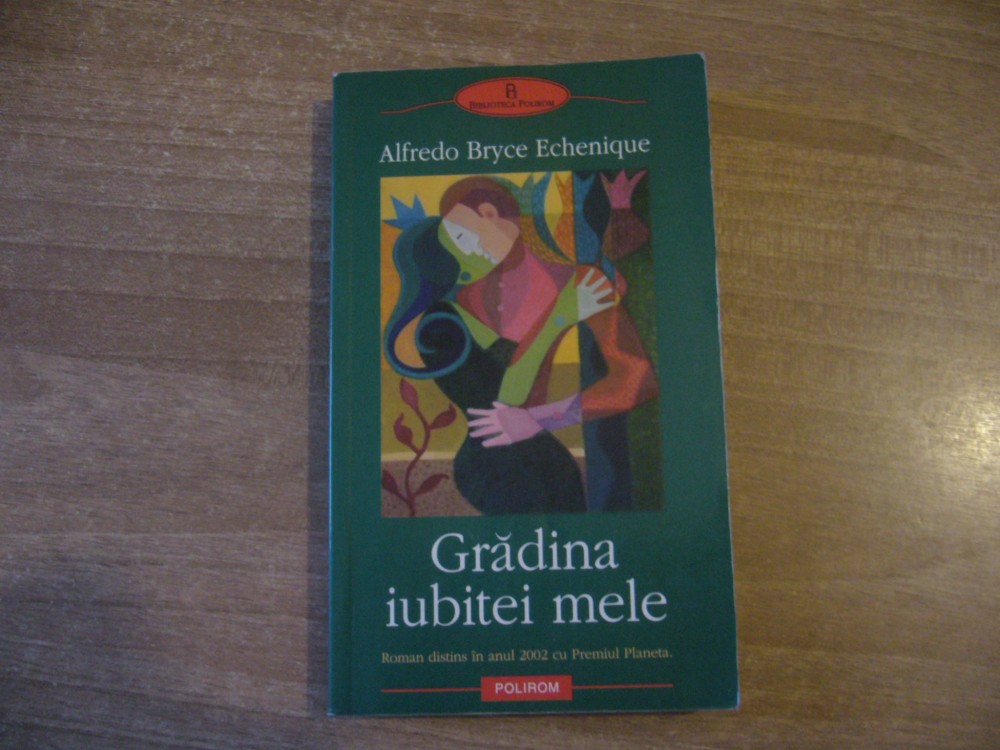 BIBLIOTECA POLIROM
Alfredo Bryce Echenique
Grădina
iubitei mele
Roman distins în anul 2002 cu Premiul Planeta.
POLIROM